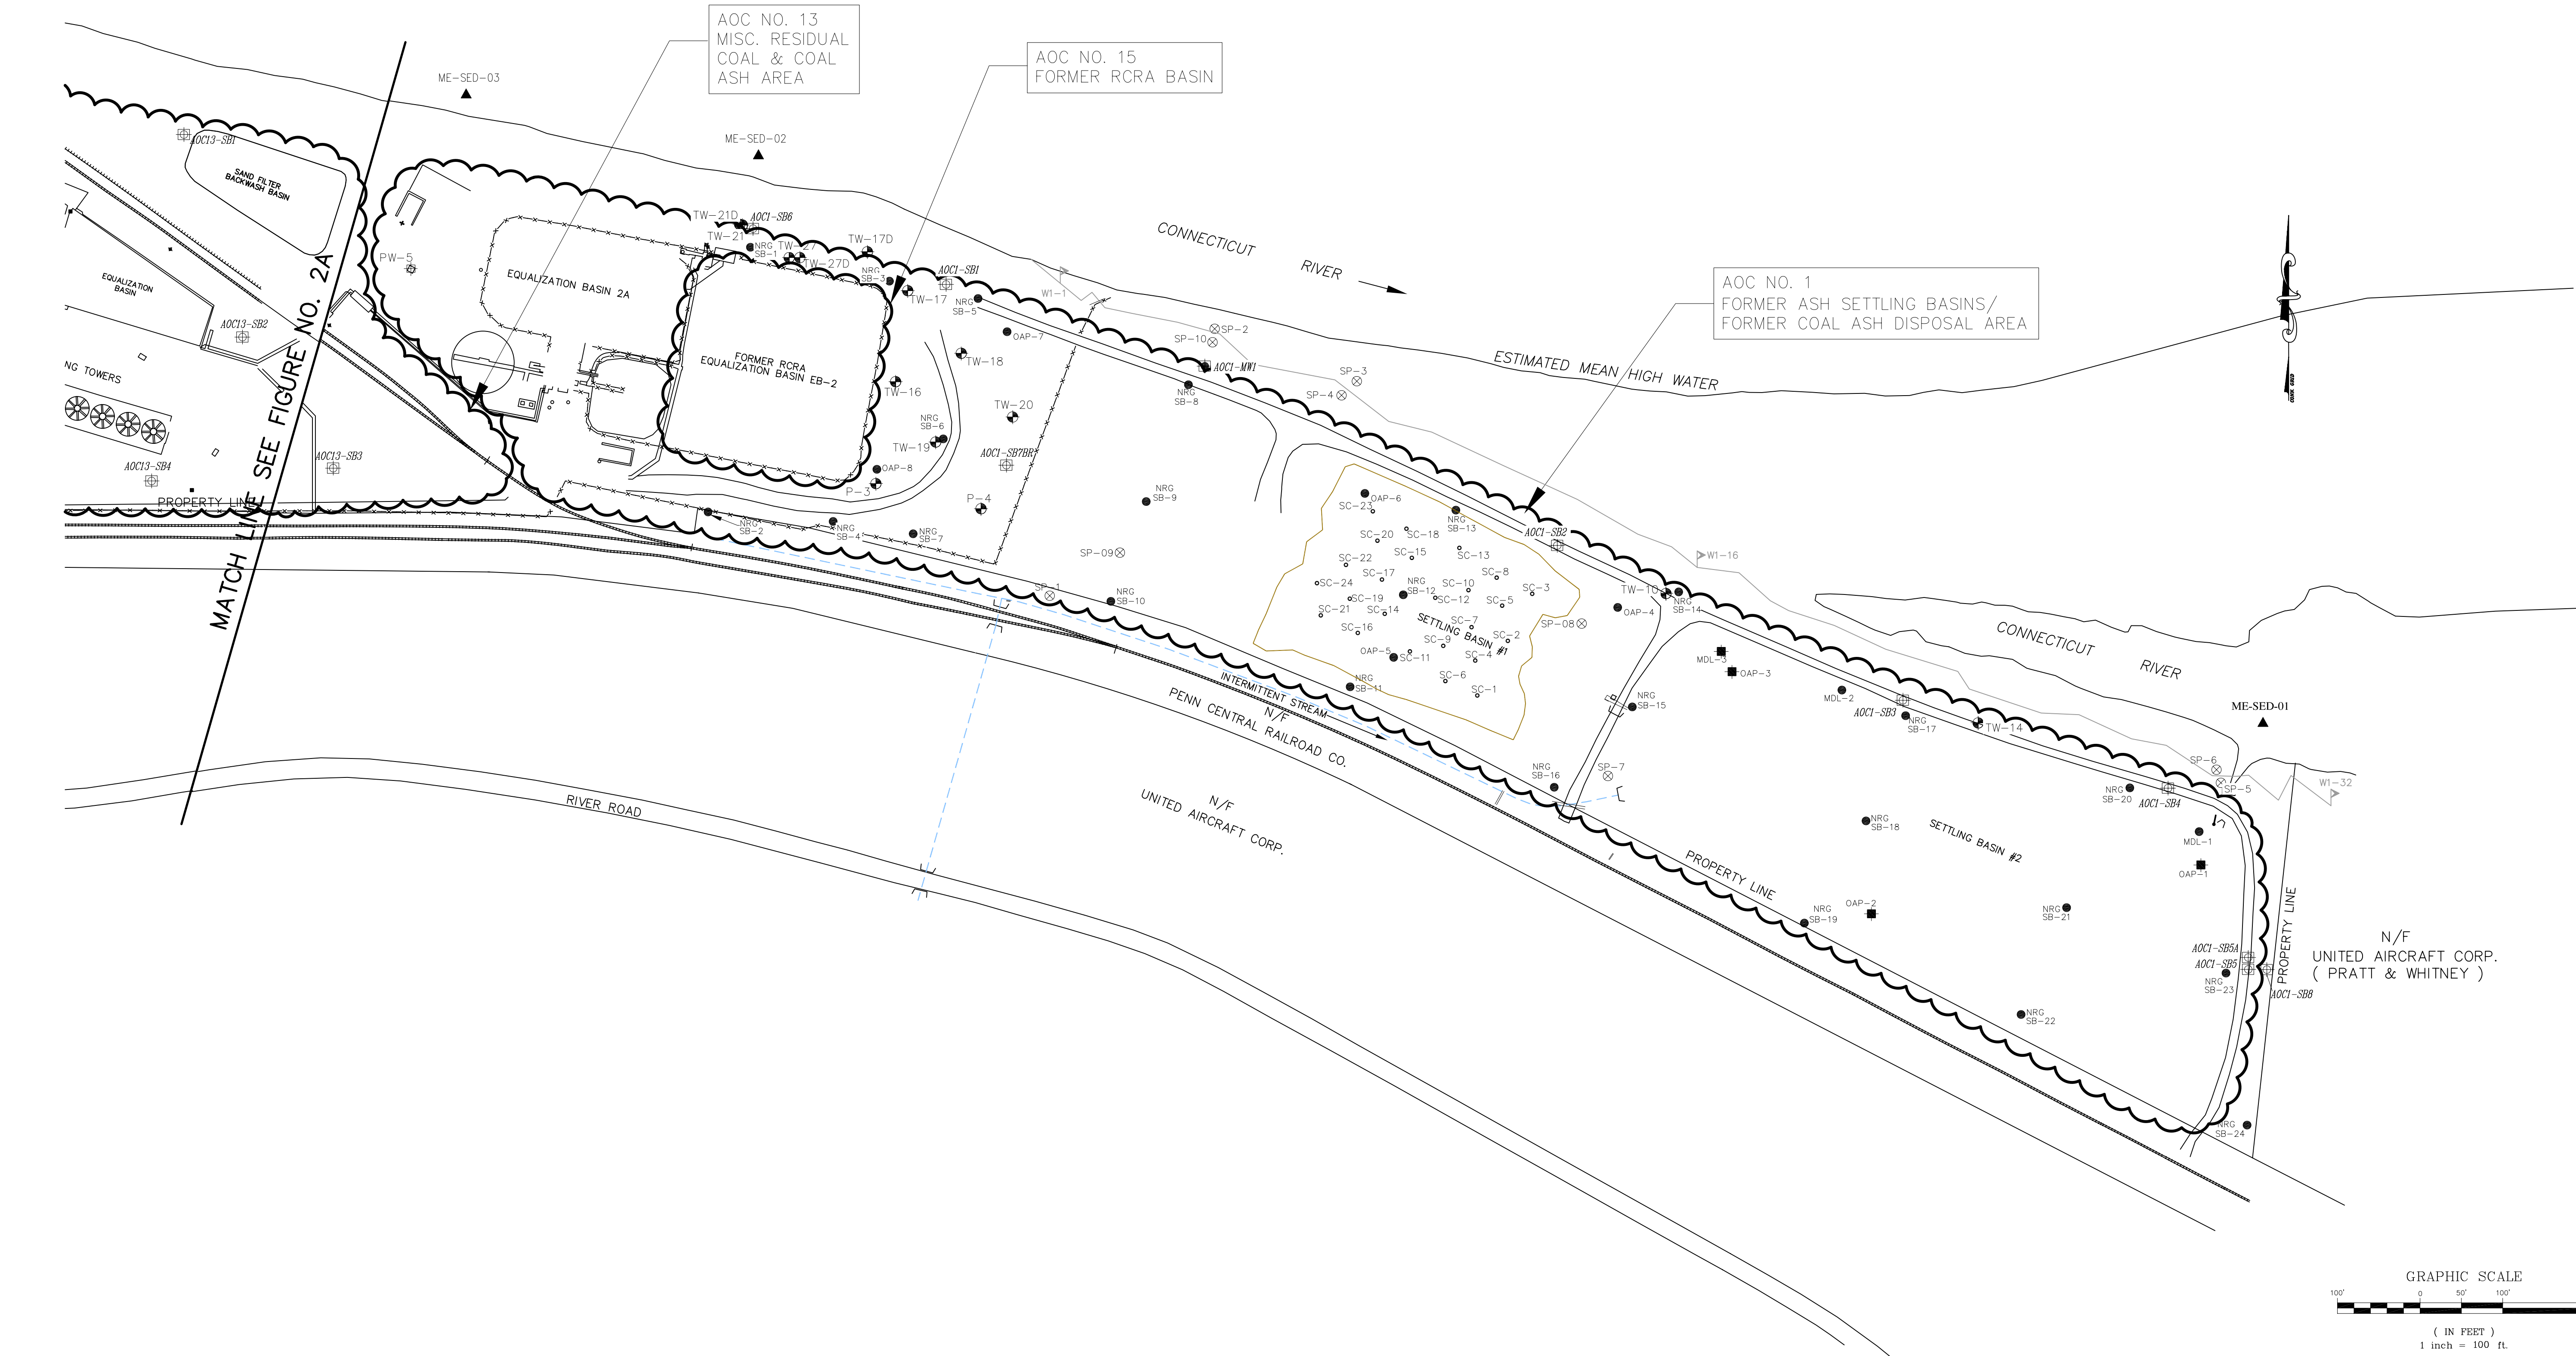 AOC NO. 13
MISC. RESIDUAL
COAL & COAL
ASH AREA
AOC NO. 15
FORMER RCRA BASIN
ME-SED-03
ME-SED-02
AOC13-SB1
SAND FILTER
BACKWASH BASIN
TW-21D
AOC1-SB6
TW-21
NRG
SB-1
TW-27
TW-27D
TW-17D
NRG
SB-3
AOC1-SB1
TW-17
NRG
SB-5
CONNECTICUT
RIVER
W1-1
PW-5
EQUALIZATION BASIN 2A
EQUALIZATION
BASIN
AOC NO. 1
FORMER ASH SETTLING BASINS/
FORMER COAL ASH DISPOSAL AREA
CONN. GRID
AOC13-SB2
OAP-7
SP-2
SP-10
FORMER RCRA
EQUALIZATION BASIN EB-2
TW-18
AOC1-MW1
SP-3
ESTIMATED MEAN HIGH WATER
NG TOWERS
TW-16
NRG
SB-8
SP-4
TW-20
NRG
SB-6
TW-19
AOC13-SB4
AOC13-SB3
OAP-8
AOC1-SB7BR
MATCH LINE SEE FIGURE NO. 2A
PROPERTY LINE
P-3
P-4
NRG
SB-9
OAP-6
SC-23
NRG
SB-13
NRG
SB-2
NRG
SB-4
NRG
SB-7
SC-20
SC-18
AOC1-SB2
SP-09
SC-22
SC-15
SC-13
W1-16
SC-24
SC-17
SC-8
SP-1
NRG
SB-10
SC-19
NRG
SB-12
SC-10
SC-12
SC-3
SC-5
TW-10
NRG
SB-14
SC-21
SC-14
OAP-4
SC-16
SETTLING BASIN #1
SC-7
SC-9
SC-2
SP-08
OAP-5
SC-11
SC-4
CONNECTICUT
RIVER
INTERMITTENT STREAM
NRG
SB-11
SC-6
SC-1
MDL-3
OAP-3
N/F
PENN CENTRAL RAILROAD CO.
NRG
SB-15
MDL-2
AOC1-SB3
NRG
SB-17
TW-14
ME-SED-01
NRG
SB-16
SP-7
SP-6
SP-5
W1-32
RIVER ROAD
N/F
UNITED AIRCRAFT CORP.
NRG
SB-20
AOC1-SB4
NRG
SB-18
SETTLING BASIN #2
MDL-1
PROPERTY LINE
OAP-1
OAP-2
NRG
SB-19
NRG
SB-21
PROPERTY LINE
N/F
UNITED AIRCRAFT CORP.
( PRATT & WHITNEY )
AOC1-SB5A
AOC1-SB5
NRG
SB-23
AOC1-SB8
NRG
SB-22
NRG
SB-24
GRAPHIC SCALE
100' 0 50' 100'
( IN FEET )
1 inch = 100 ft.